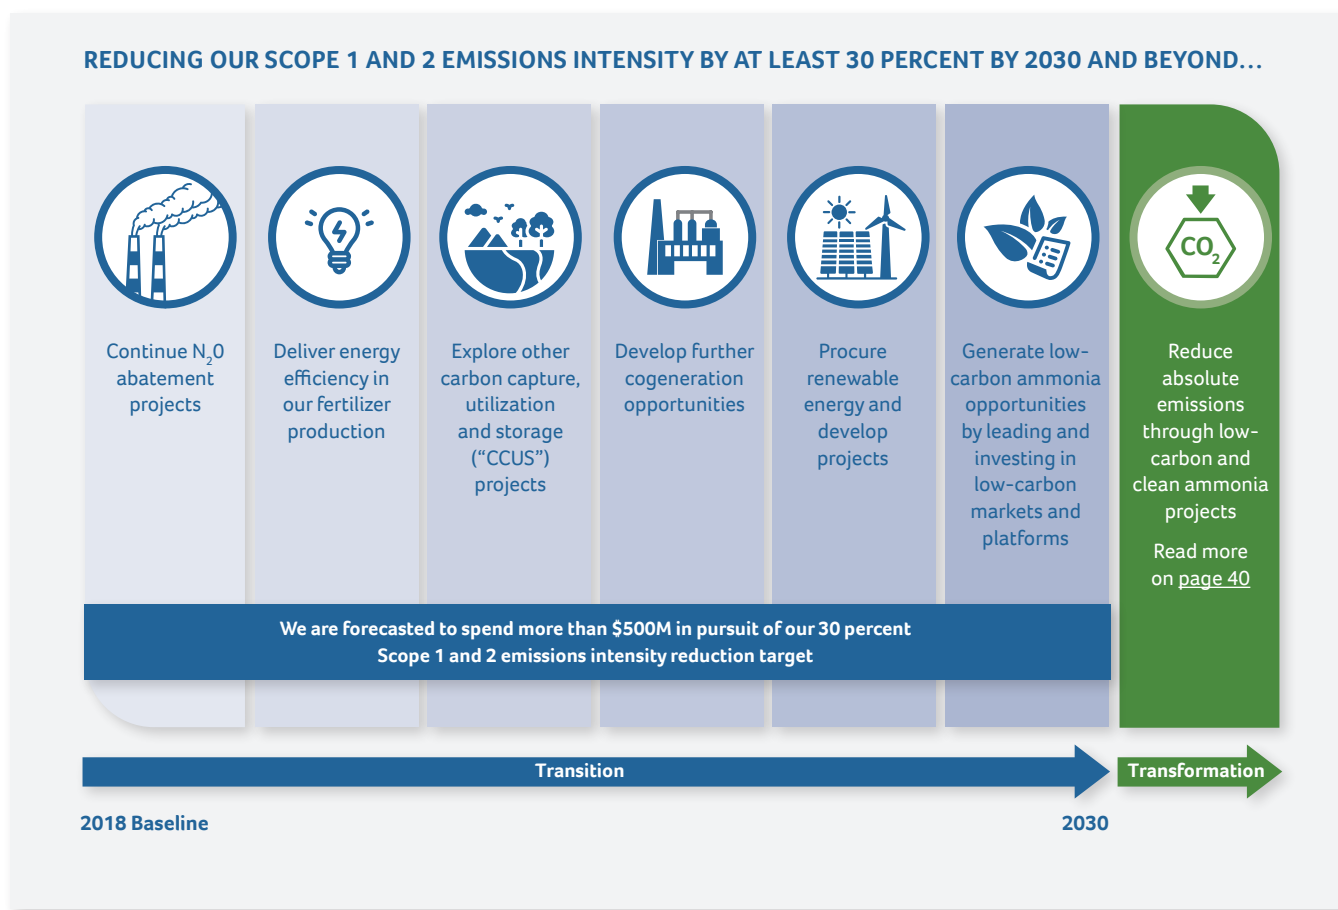 REDUCING OUR SCOPE 1 AND 2 EMISSIONS INTENSITY BY AT LEAST 30 PERCENT BY 2030 AND BEYOND...
Continue N₂0
abatement
projects
Deliver energy
efficiency in
our fertilizer
production
Explore other
carbon capture,
utilization
and storage
(“CCUS”)
projects
Develop further
cogeneration
opportunities
Procure
renewable
energy and
develop
projects
Generate low-
carbon ammonia
opportunities
by leading and
investing in
low-carbon
markets and
platforms
CO₂
Reduce
absolute
emissions
through low-
carbon and
clean ammonia
projects
Read more
on page 40
We are forecasted to spend more than $500M in pursuit of our 30 percent
Scope 1 and 2 emissions intensity reduction target
Transition
Transformation
2018 Baseline
2030